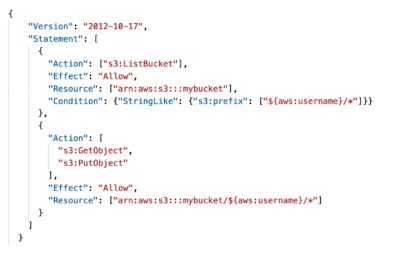 {
"Version": "2012-10-17",
"Statement": [
{
"Action": ["s3:ListBucket"],
"Effect": "Allow",
"Resource": ["arn:aws:s3:::mybucket"],
"Condition": {"StringLike": {"s3:prefix": ["${aws:username}/*"]}}
},
{
"Action": [
"s3:GetObject",
"s3:PutObject"
],
"Effect": "Allow",
"Resource": ["arn:aws:s3:::mybucket/${aws:username}/*"]
}
]
}